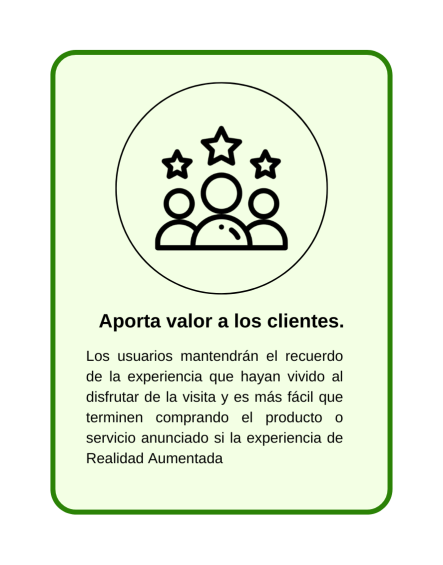 Aporta valor a los clientes.
Los usuarios mantendrán el recuerdo
de la experiencia que hayan vivido al
disfrutar de la visita y es más fácil que
terminen comprando el producto o
servicio anunciado si la experiencia de
Realidad Aumentada